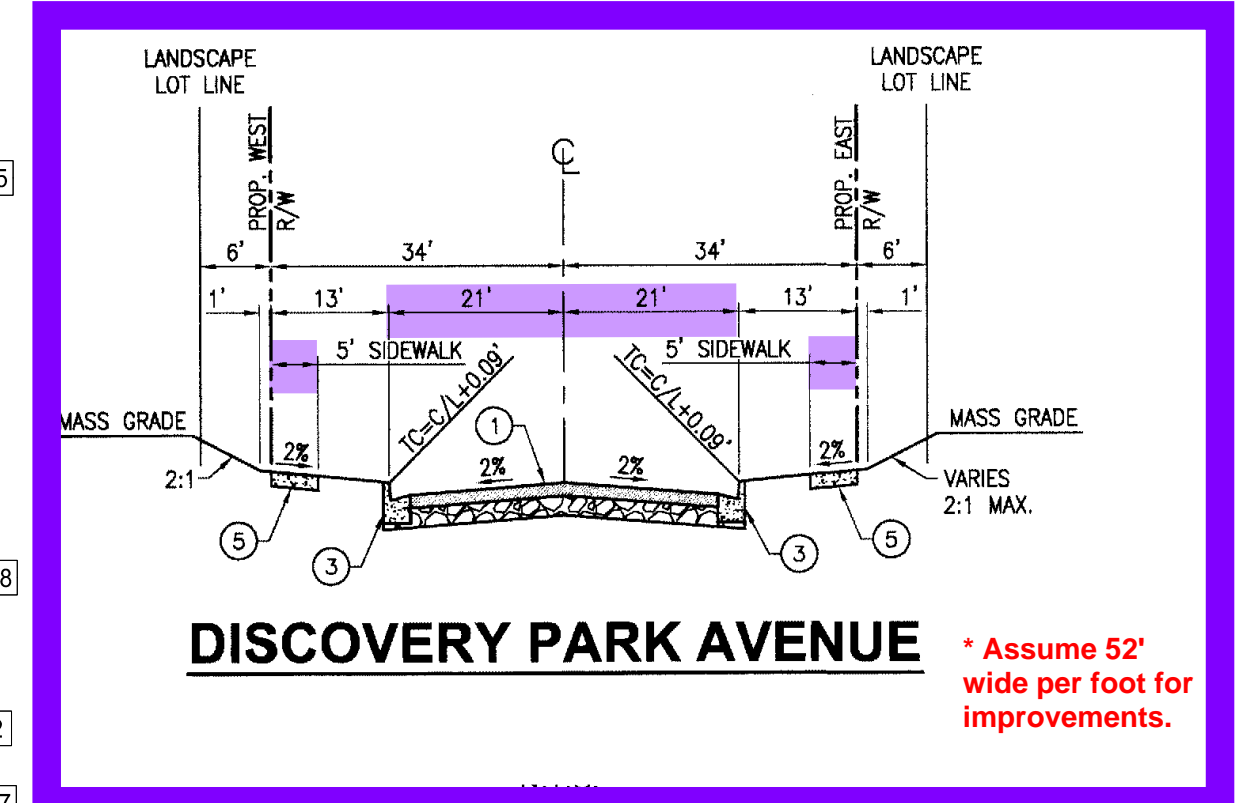 LANDSCAPE
LOT LINE
LANDSCAPE
LOT LINE
PROP. WEST
R/W
CL
PROP. EAST
R/W
5
6'
34'
34'
6'
1'
13'
21'
21'
13'
1'
5' SIDEWALK
5' SIDEWALK
TC=C/L+0.09'
TC=C/L+0.09'
MASS GRADE
MASS GRADE
1
2%
2%
2%
2%
2:1
VARIES
2:1 MAX.
5
3
3
5
8
DISCOVERY PARK AVENUE
* Assume 52'
wide per foot for
improvements.
2
7